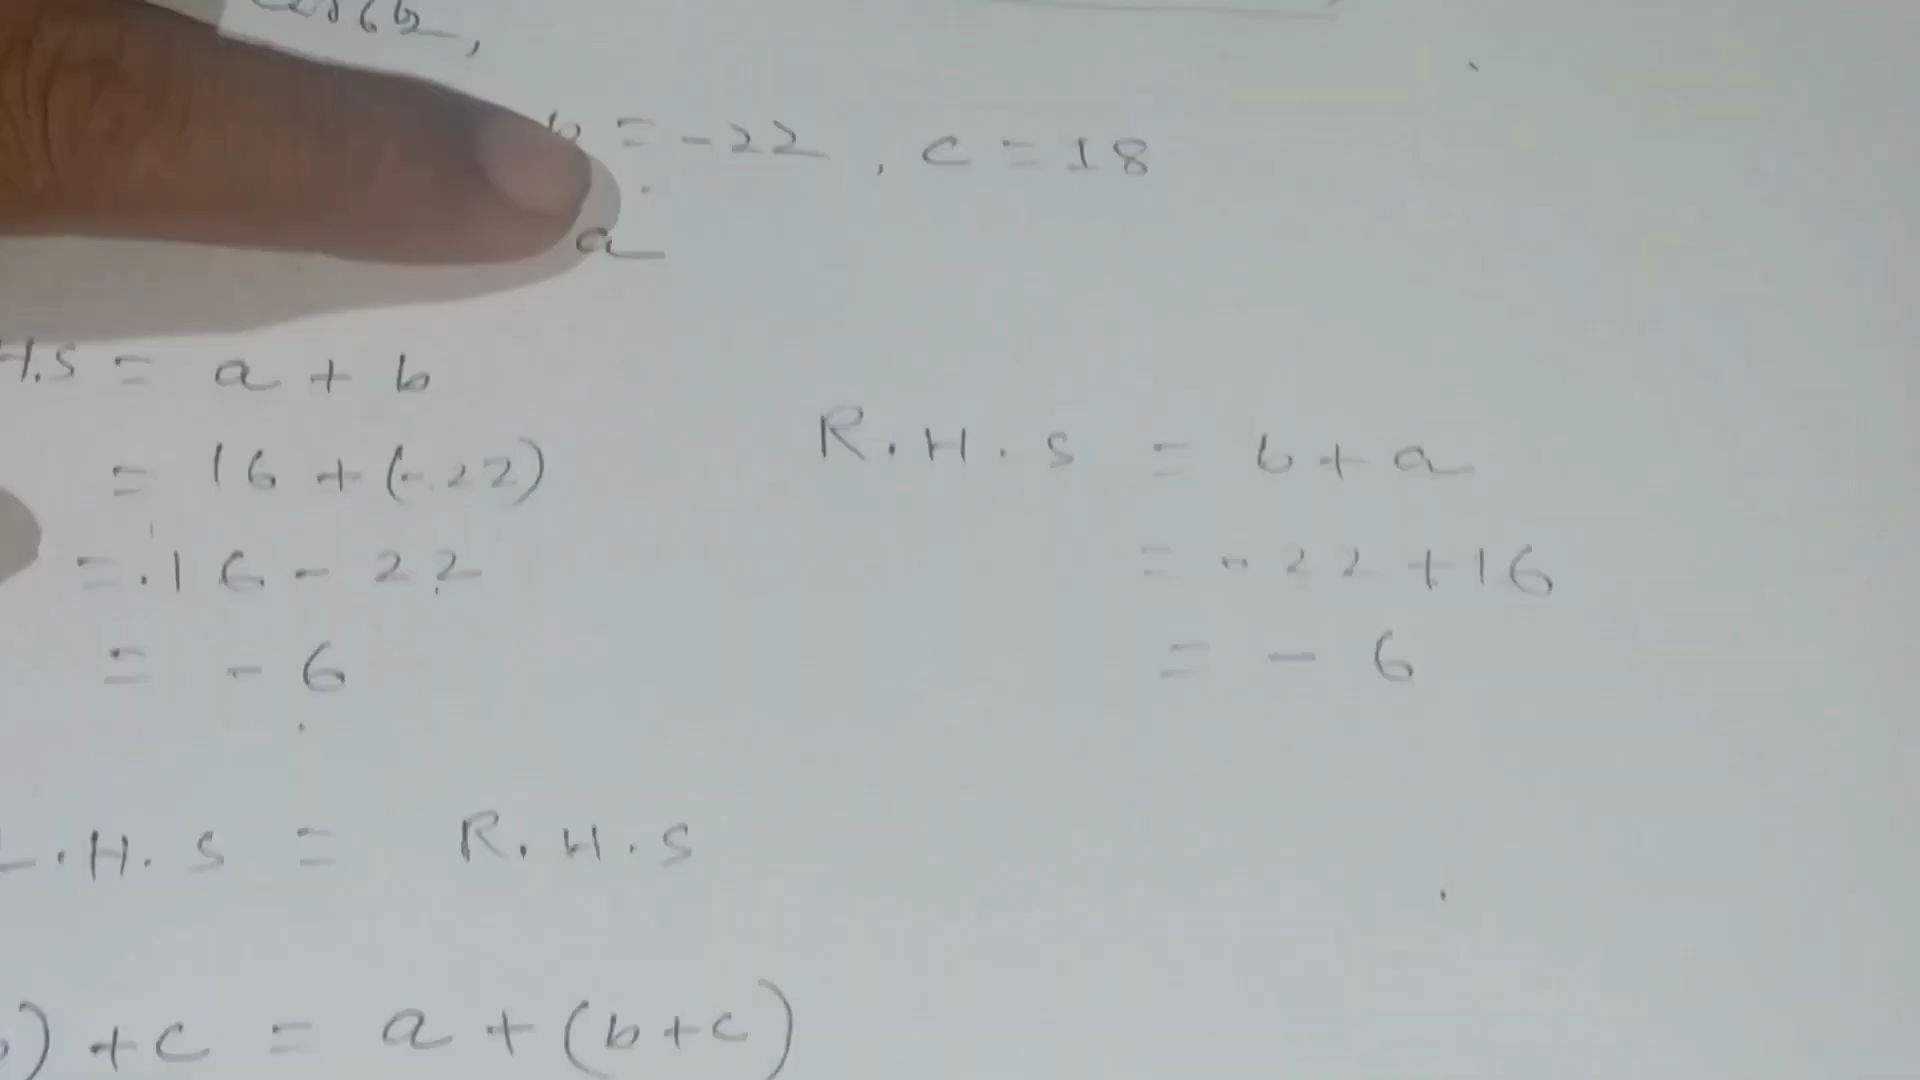 b = -22, c = 18
a
H.S = a + b
= 16 + (-22)
= 16 - 22
= - 6
R.H.S = b + a
= -22 + 16
= - 6
L.H.S = R.H.S
) + c = a + (b + c)